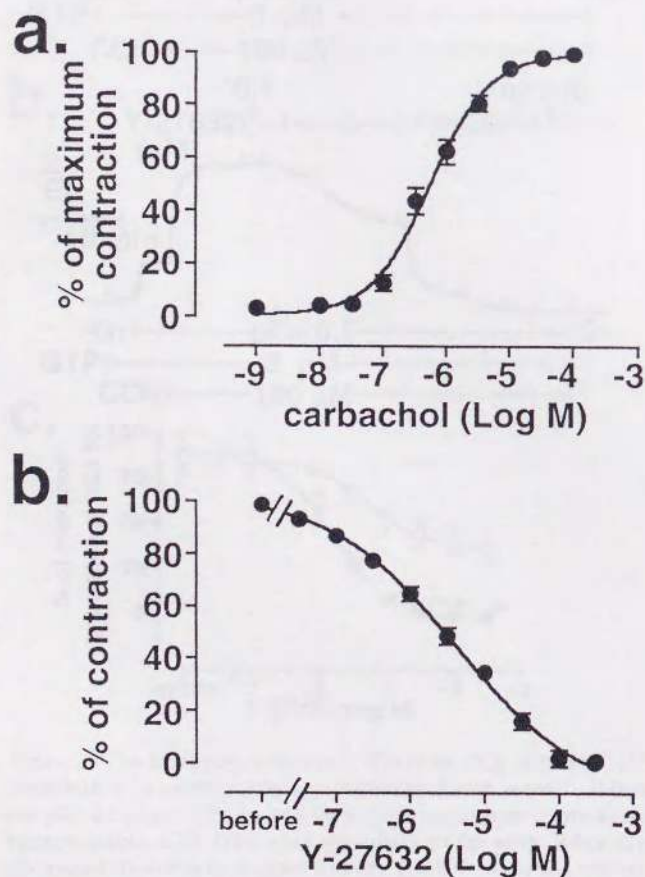 a.
% of maximum
contraction
100
80
60
40
20
0
-9 -8 -7 -6 -5 -4 -3
carbachol (Log M)
b.
% of contraction
100
80
60
40
20
0
before -7 -6 -5 -4 -3
Y-27632 (Log M)